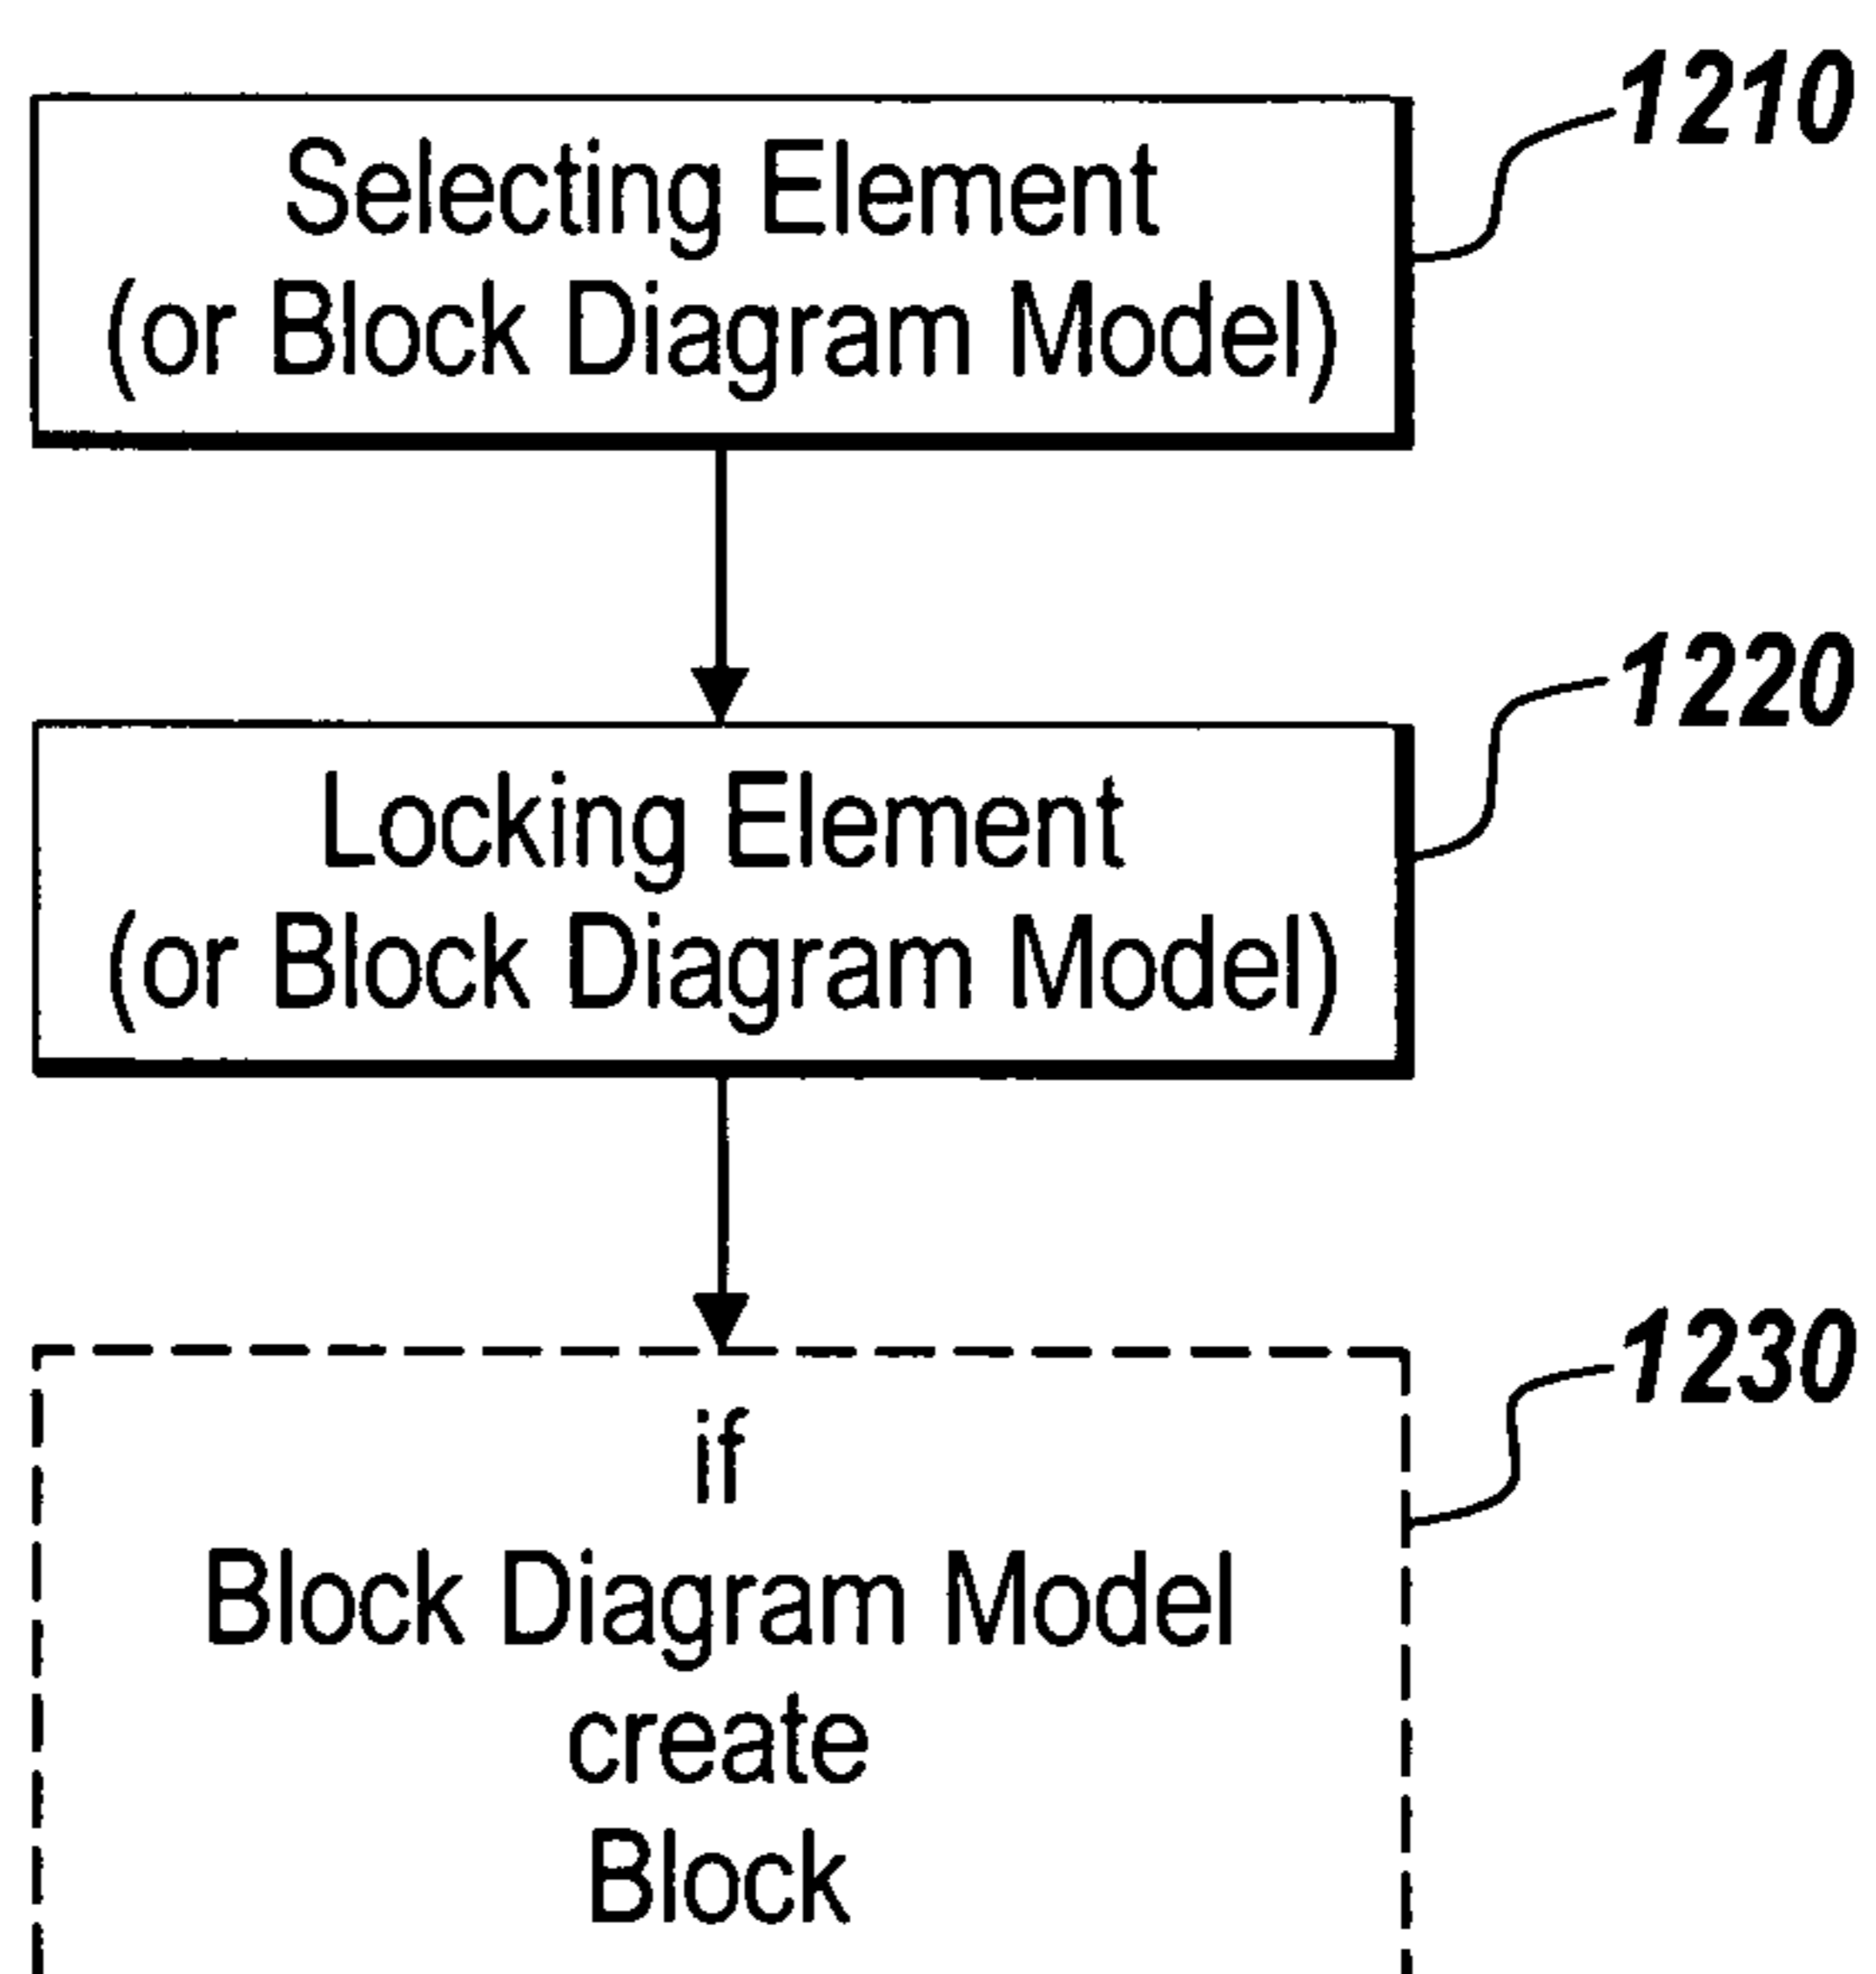 1210
Selecting Element
(or Block Diagram Model)
1220
Locking Element
(or Block Diagram Model)
1230
if
Block Diagram Model
create
Block